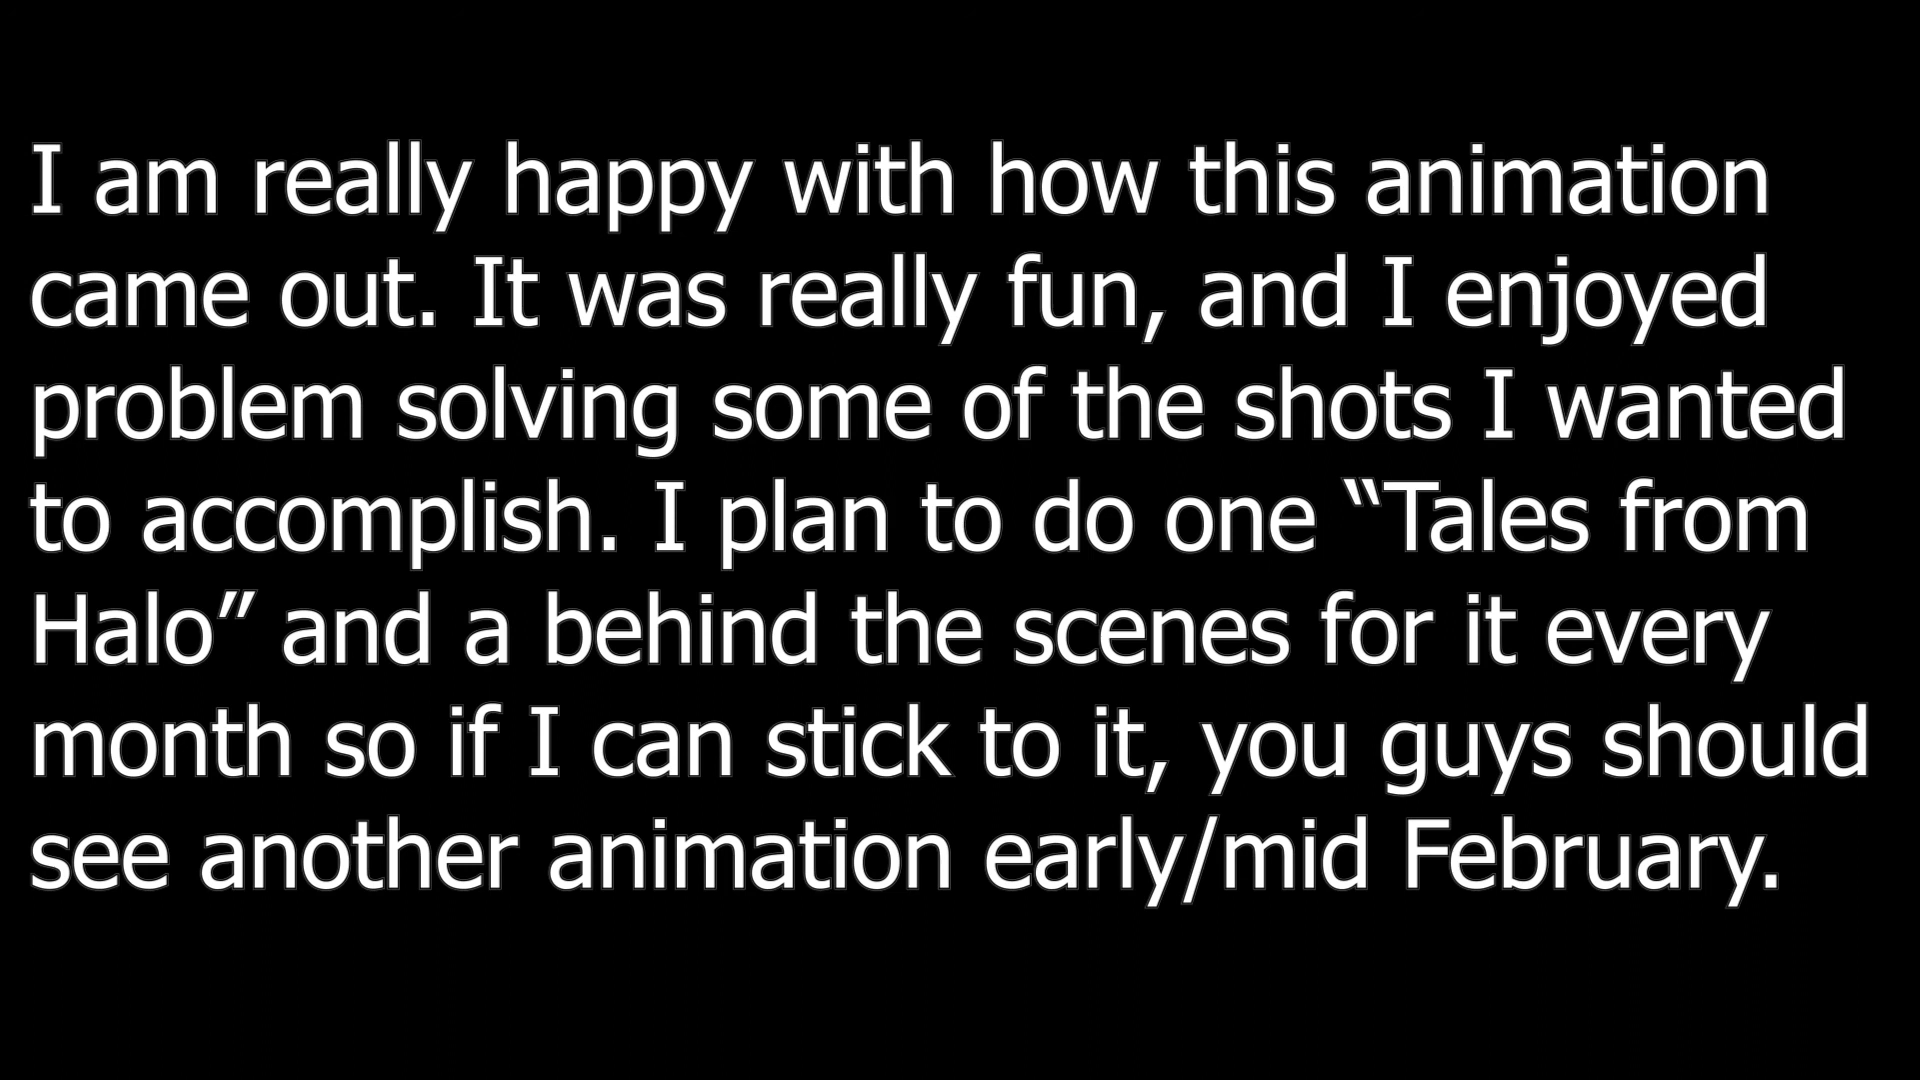 I am really happy with how this animation
came out. It was really fun, and I enjoyed
problem solving some of the shots I wanted
to accomplish. I plan to do one “Tales from
Halo” and a behind the scenes for it every
month so if I can stick to it, you guys should
see another animation early/mid February.